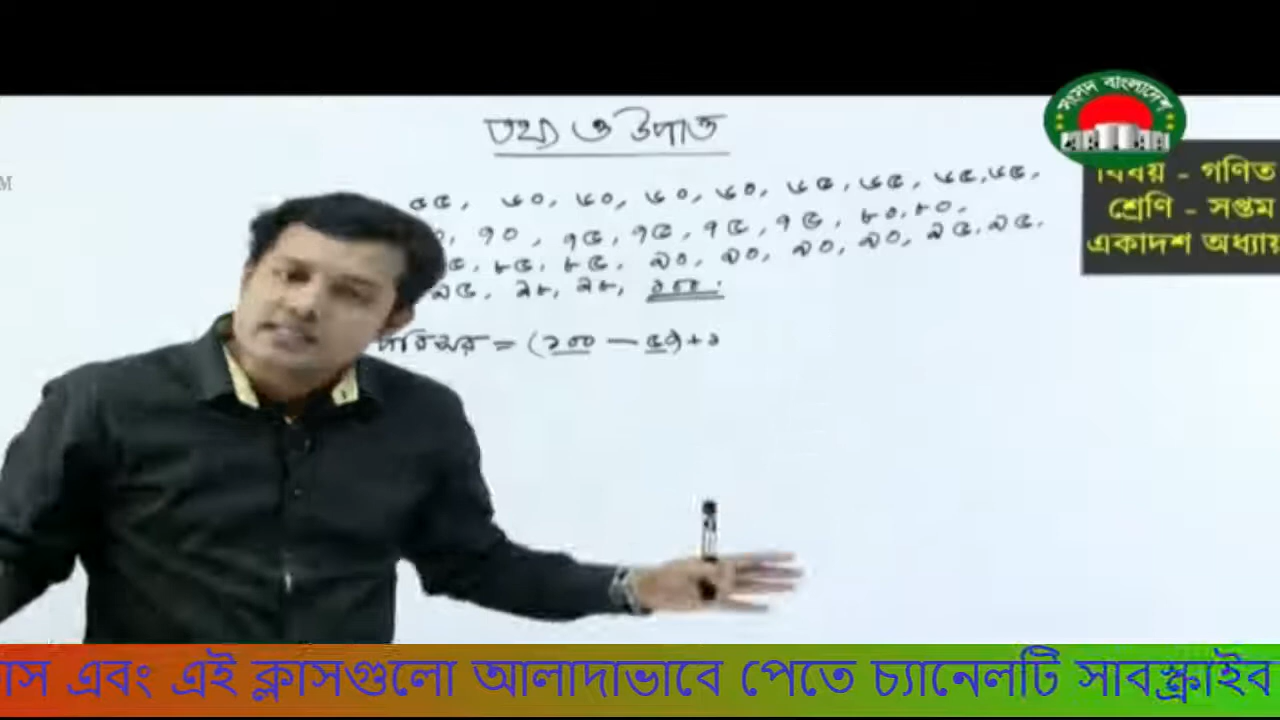 তথ্য ও উপাত্ত
৫৫, ৬০, ৬০, ৬০, ৬০, ৬৫, ৬৫, ৬৫, ৬৫,
৭০, ৭৫, ৭৫, ৭৫, ৭৫, ৮০, ৮০,
৮৫, ৮৫, ৯০, ৯০, ৯০, ৯০, ৯৫, ৯৫,
৯৫, ৯৮, ৯৮, ১০০.
পরিসর = (১০০ — ৫৭) + ১
সংসদ বাংলাদেশ
বিষয় - গণিত
শ্রেণি - সপ্তম
একাদশ অধ্যায়
M
এবং এই ক্লাসগুলো আলাদাভাবে পেতে চ্যানেলটি সাবস্ক্রাইব